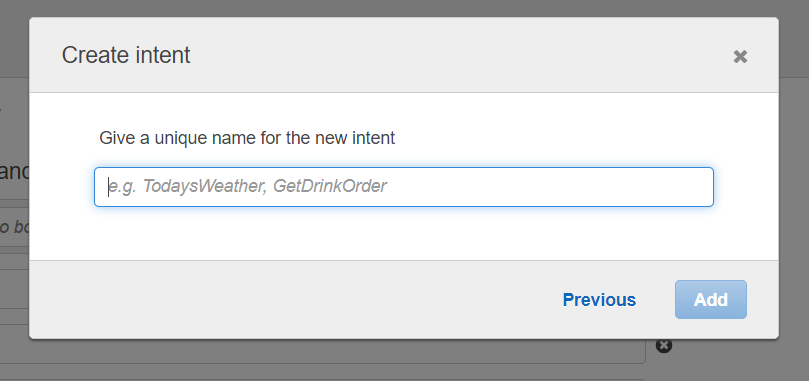 Create intent
Give a unique name for the new intent
e.g. TodaysWeather, GetDrinkOrder
Previous
Add